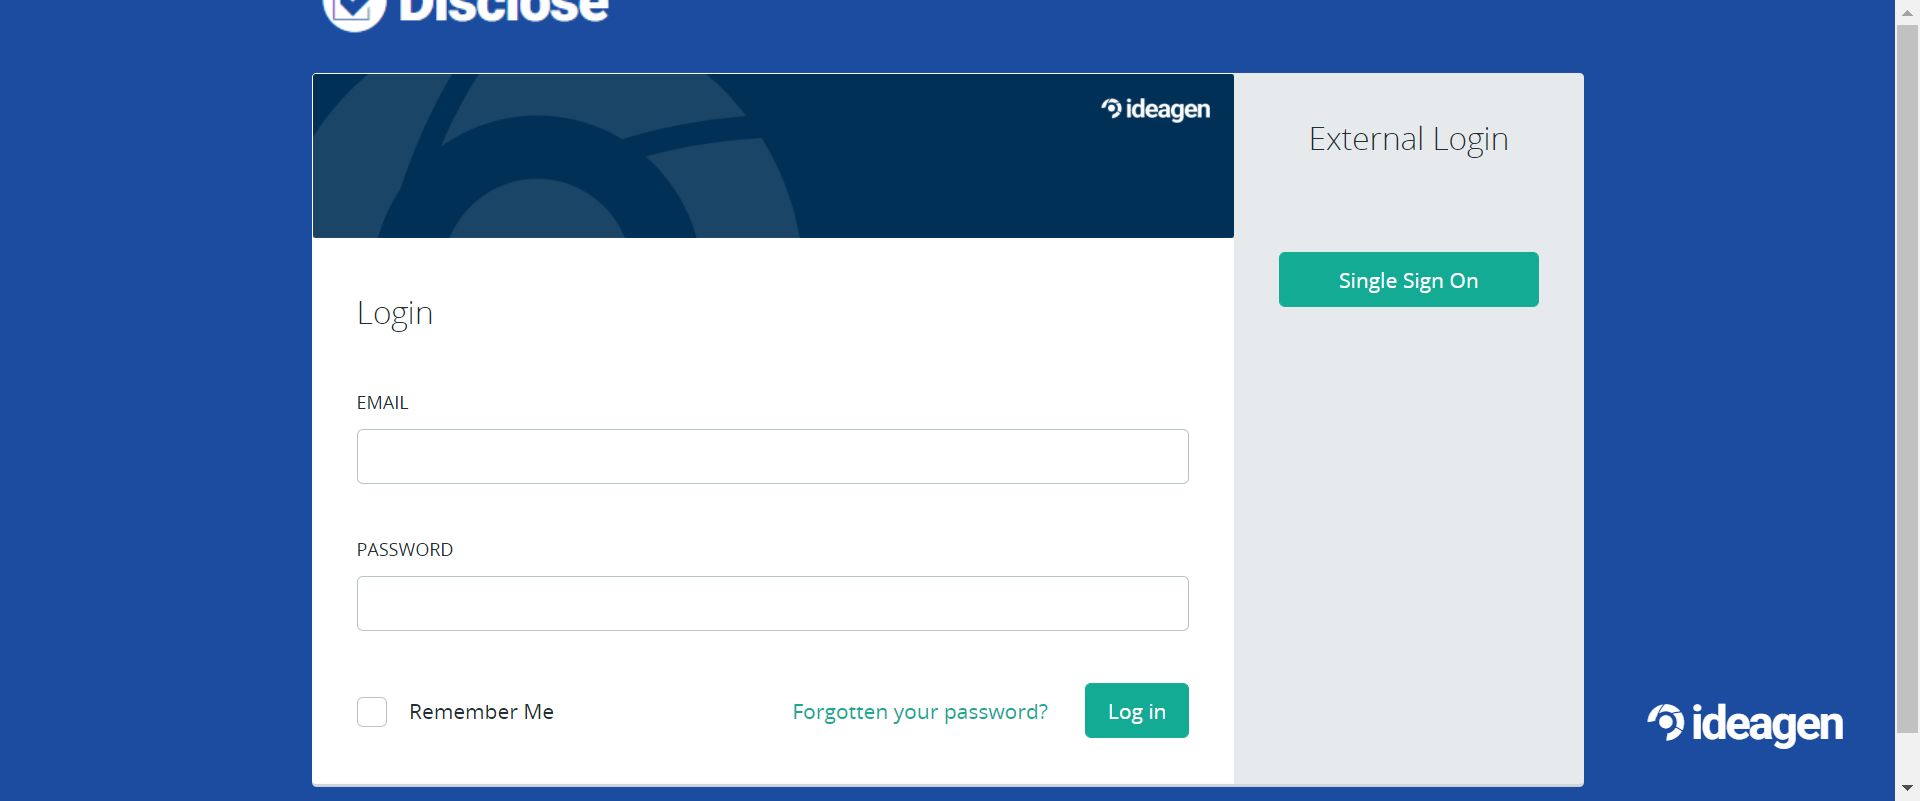 Disclose
ideagen
External Login
Single Sign On
Login
EMAIL
PASSWORD
Remember Me
Forgotten your password?
Log in
ideagen